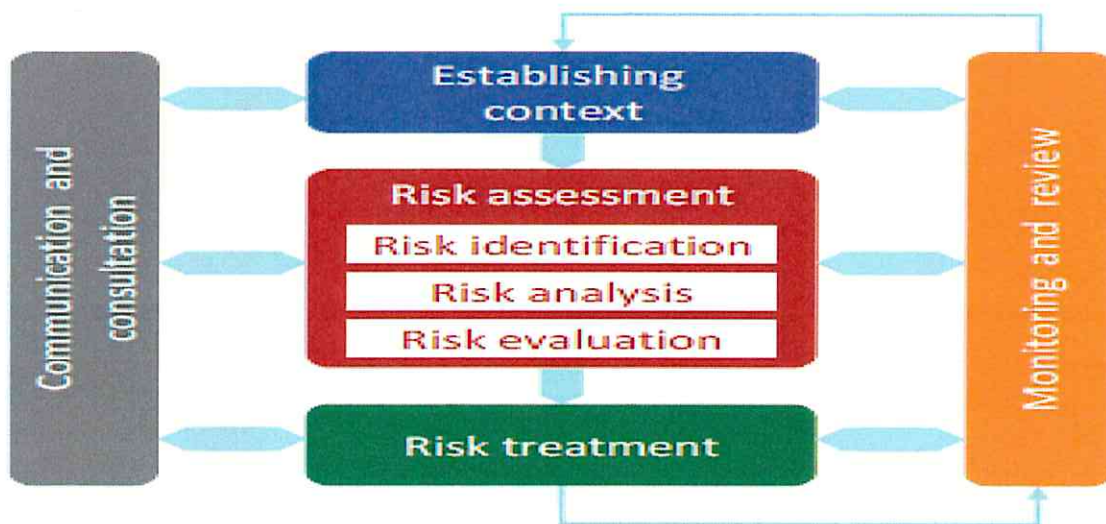 Communication and
consultation
Establishing
context
Risk assessment
Risk identification
Risk analysis
Risk evaluation
Risk treatment
Monitoring and review